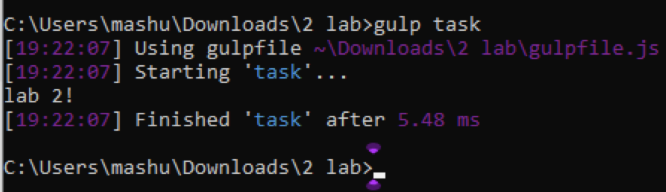 C:\Users\mashu\Downloads\2 lab>gulp task
[19:22:07] Using gulpfile ~\Downloads\2 lab\gulpfile.js
[19:22:07] Starting 'task'...
lab 2!
[19:22:07] Finished 'task' after 5.48 ms
C:\Users\mashu\Downloads\2 lab>